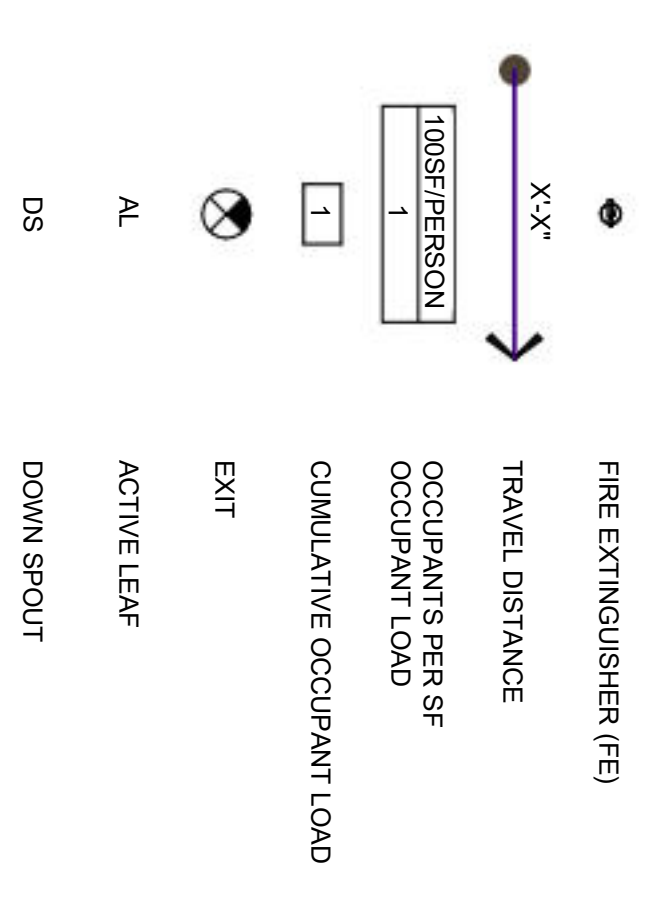 FIRE EXTINGUISHER (FE)
X'-X"
TRAVEL DISTANCE
100SF/PERSON
1
OCCUPANTS PER SF
OCCUPANT LOAD
1
CUMULATIVE OCCUPANT LOAD
EXIT
AL
ACTIVE LEAF
DS
DOWN SPOUT